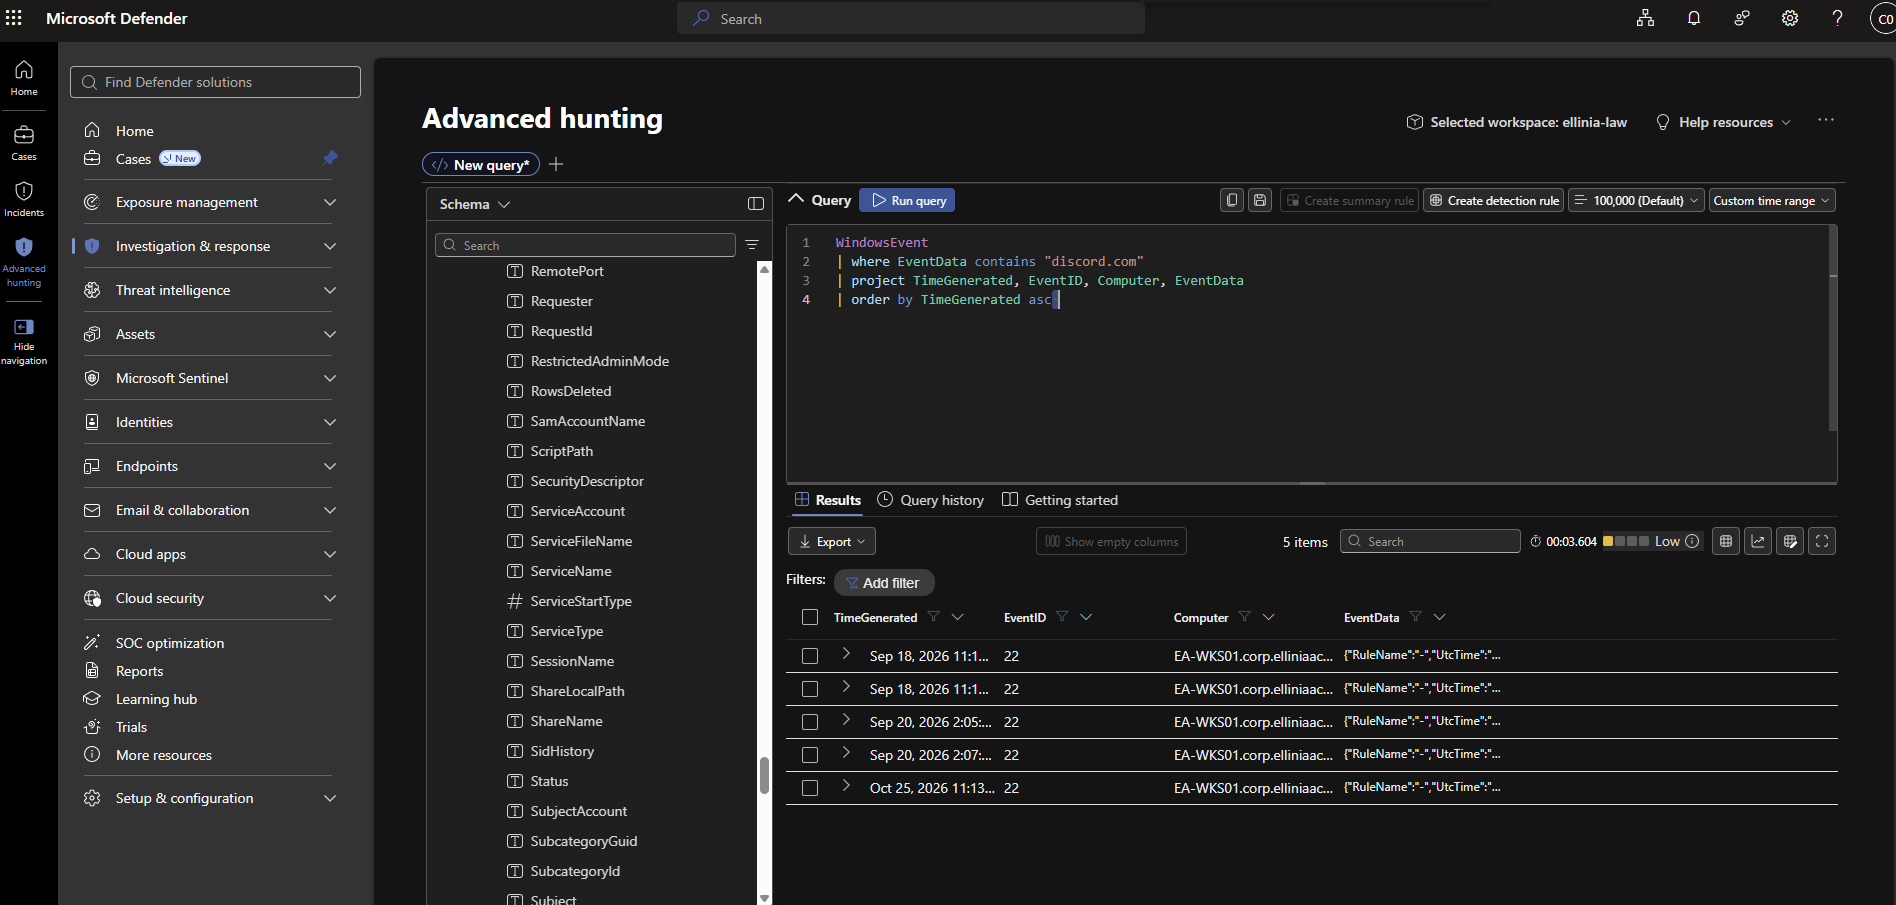 Microsoft Defender
Search
C0
Home
Cases
Incidents
Advanced
hunting
Hide
navigation
Find Defender solutions
Home
Cases New
Exposure management
Investigation & response
Threat intelligence
Assets
Microsoft Sentinel
Identities
Endpoints
Email & collaboration
Cloud apps
Cloud security
SOC optimization
Reports
Learning hub
Trials
More resources
Setup & configuration
Advanced hunting
Selected workspace: ellinia-law
Help resources
New query*
Schema
Search
RemotePort
Requester
RequestId
RestrictedAdminMode
RowsDeleted
SamAccountName
ScriptPath
SecurityDescriptor
ServiceAccount
ServiceFileName
ServiceName
ServiceStartType
ServiceType
SessionName
ShareLocalPath
ShareName
SidHistory
Status
SubjectAccount
SubcategoryGuid
SubcategoryId
Subject
Query
Run query
Create summary rule
Create detection rule
100,000 (Default)
Custom time range
1 WindowsEvent
2 | where EventData contains "discord.com"
3 | project TimeGenerated, EventID, Computer, EventData
4 | order by TimeGenerated asc
Results
Query history
Getting started
Export
Show empty columns
5 items
Search
00:03.604
Low
Filters:
Add filter
TimeGenerated EventID Computer EventData
Sep 18, 2026 11:1... 22 EA-WKS01.corp.elliniaac... {"RuleName":"-","UtcTime":"...
Sep 18, 2026 11:1... 22 EA-WKS01.corp.elliniaac... {"RuleName":"-","UtcTime":"...
Sep 20, 2026 2:05:... 22 EA-WKS01.corp.elliniaac... {"RuleName":"-","UtcTime":"...
Sep 20, 2026 2:07:... 22 EA-WKS01.corp.elliniaac... {"RuleName":"-","UtcTime":"...
Oct 25, 2026 11:13... 22 EA-WKS01.corp.elliniaac... {"RuleName":"-","UtcTime":"...